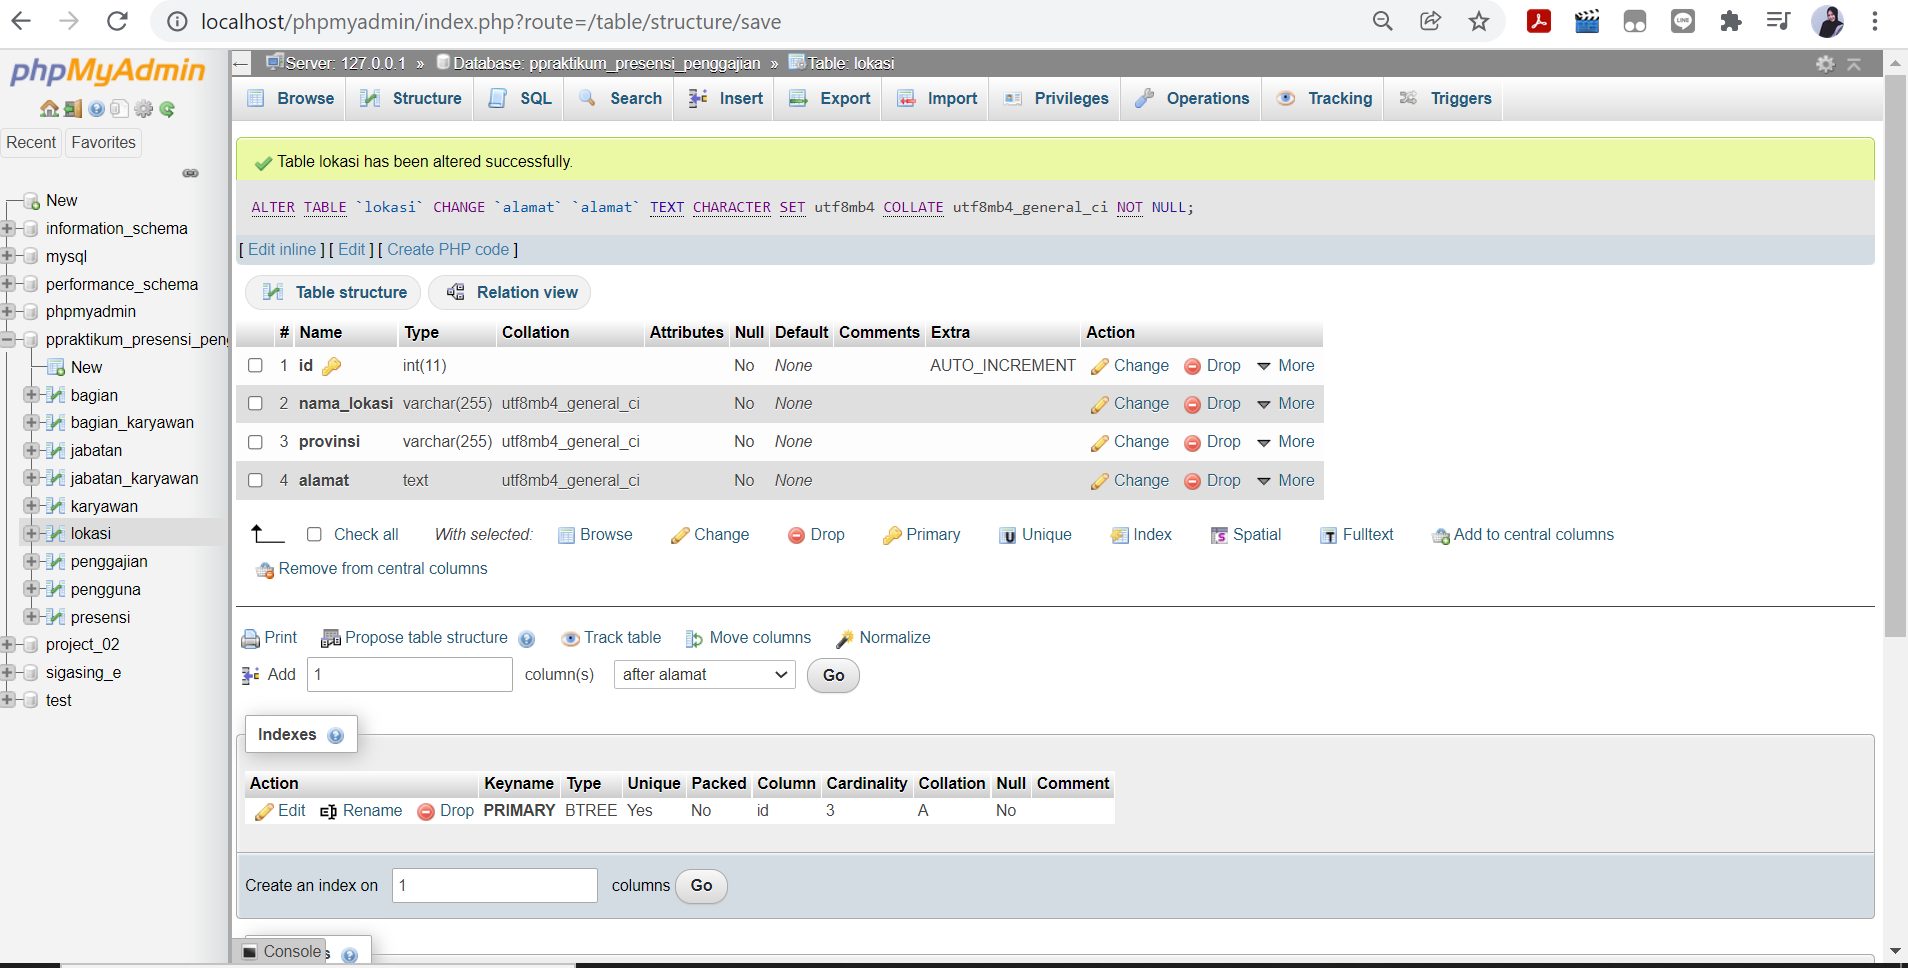 localhost/phpmyadmin/index.php?route=/table/structure/save
phpMyAdmin
Recent Favorites
New
information_schema
mysql
performance_schema
phpmyadmin
ppraktikum_presensi_peng
New
bagian
bagian_karyawan
jabatan
jabatan_karyawan
karyawan
lokasi
penggajian
pengguna
presensi
project_02
sigasing_e
test
Server: 127.0.0.1 » Database: ppraktikum_presensi_penggajian » Table: lokasi
Browse Structure SQL Search Insert Export Import Privileges Operations Tracking Triggers
Table lokasi has been altered successfully.
ALTER TABLE `lokasi` CHANGE `alamat` `alamat` TEXT CHARACTER SET utf8mb4 COLLATE utf8mb4_general_ci NOT NULL;
[ Edit inline ] [ Edit ] [ Create PHP code ]
Table structure Relation view
# Name Type Collation Attributes Null Default Comments Extra Action
1 id int(11) No None AUTO_INCREMENT Change Drop More
2 nama_lokasi varchar(255) utf8mb4_general_ci No None Change Drop More
3 provinsi varchar(255) utf8mb4_general_ci No None Change Drop More
4 alamat text utf8mb4_general_ci No None Change Drop More
Check all With selected: Browse Change Drop Primary Unique Index Spatial Fulltext Add to central columns
Remove from central columns
Print Propose table structure Track table Move columns Normalize
Add 1 column(s) after alamat Go
Indexes
Action Keyname Type Unique Packed Column Cardinality Collation Null Comment
Edit Rename Drop PRIMARY BTREE Yes No id 3 A No
Create an index on 1 columns Go
Console